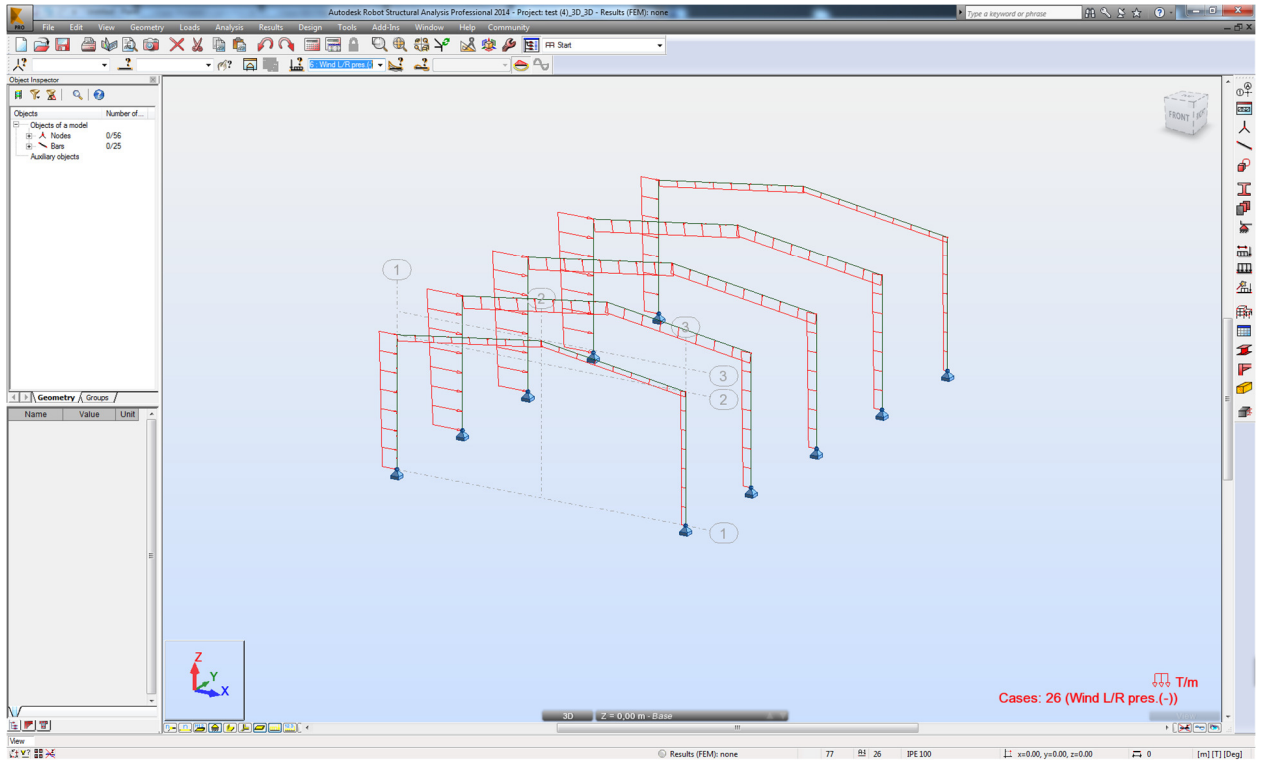 Autodesk Robot Structural Analysis Professional 2014 - Project: test (4)_3D_3D - Results (FEM): none
Type a keyword or phrase
PRO
File Edit View Geometry Loads Analysis Results Design Tools Add-Ins Window Help Community
Start
: Wind L/R pres.(-
Object Inspector
Objects Number of...
Objects of a model
Nodes 0/56
Bars 0/25
Auxiliary objects
Geometry Groups
Name Value Unit
FRONT
1
2
3
3
2
1
Z
Y
X
T/m
Cases: 26 (Wind L/R pres.(-))
3D Z = 0,00 m - Base
View
Results (FEM): none 77 26 IPE 100 x=0.00, y=0.00, z=0.00 0 [m] [T] [Deg]